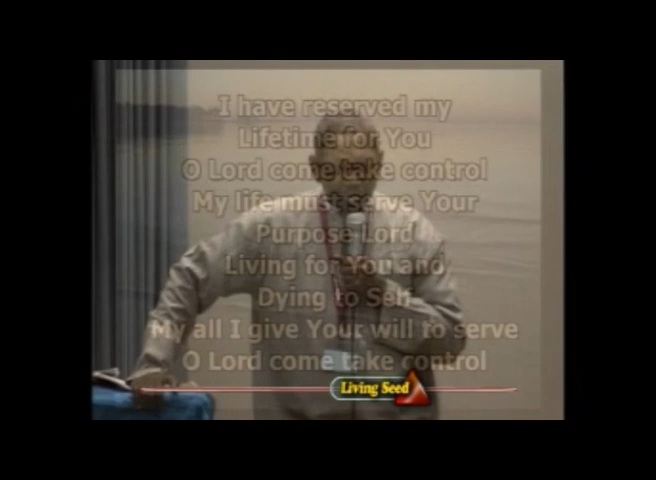 I have reserved my
Lifetime for You
O Lord come take control
My life must serve Your
Purpose Lord
Living for You and
Dying to Self
My all I give Your will to serve
O Lord come take control
Living Seed